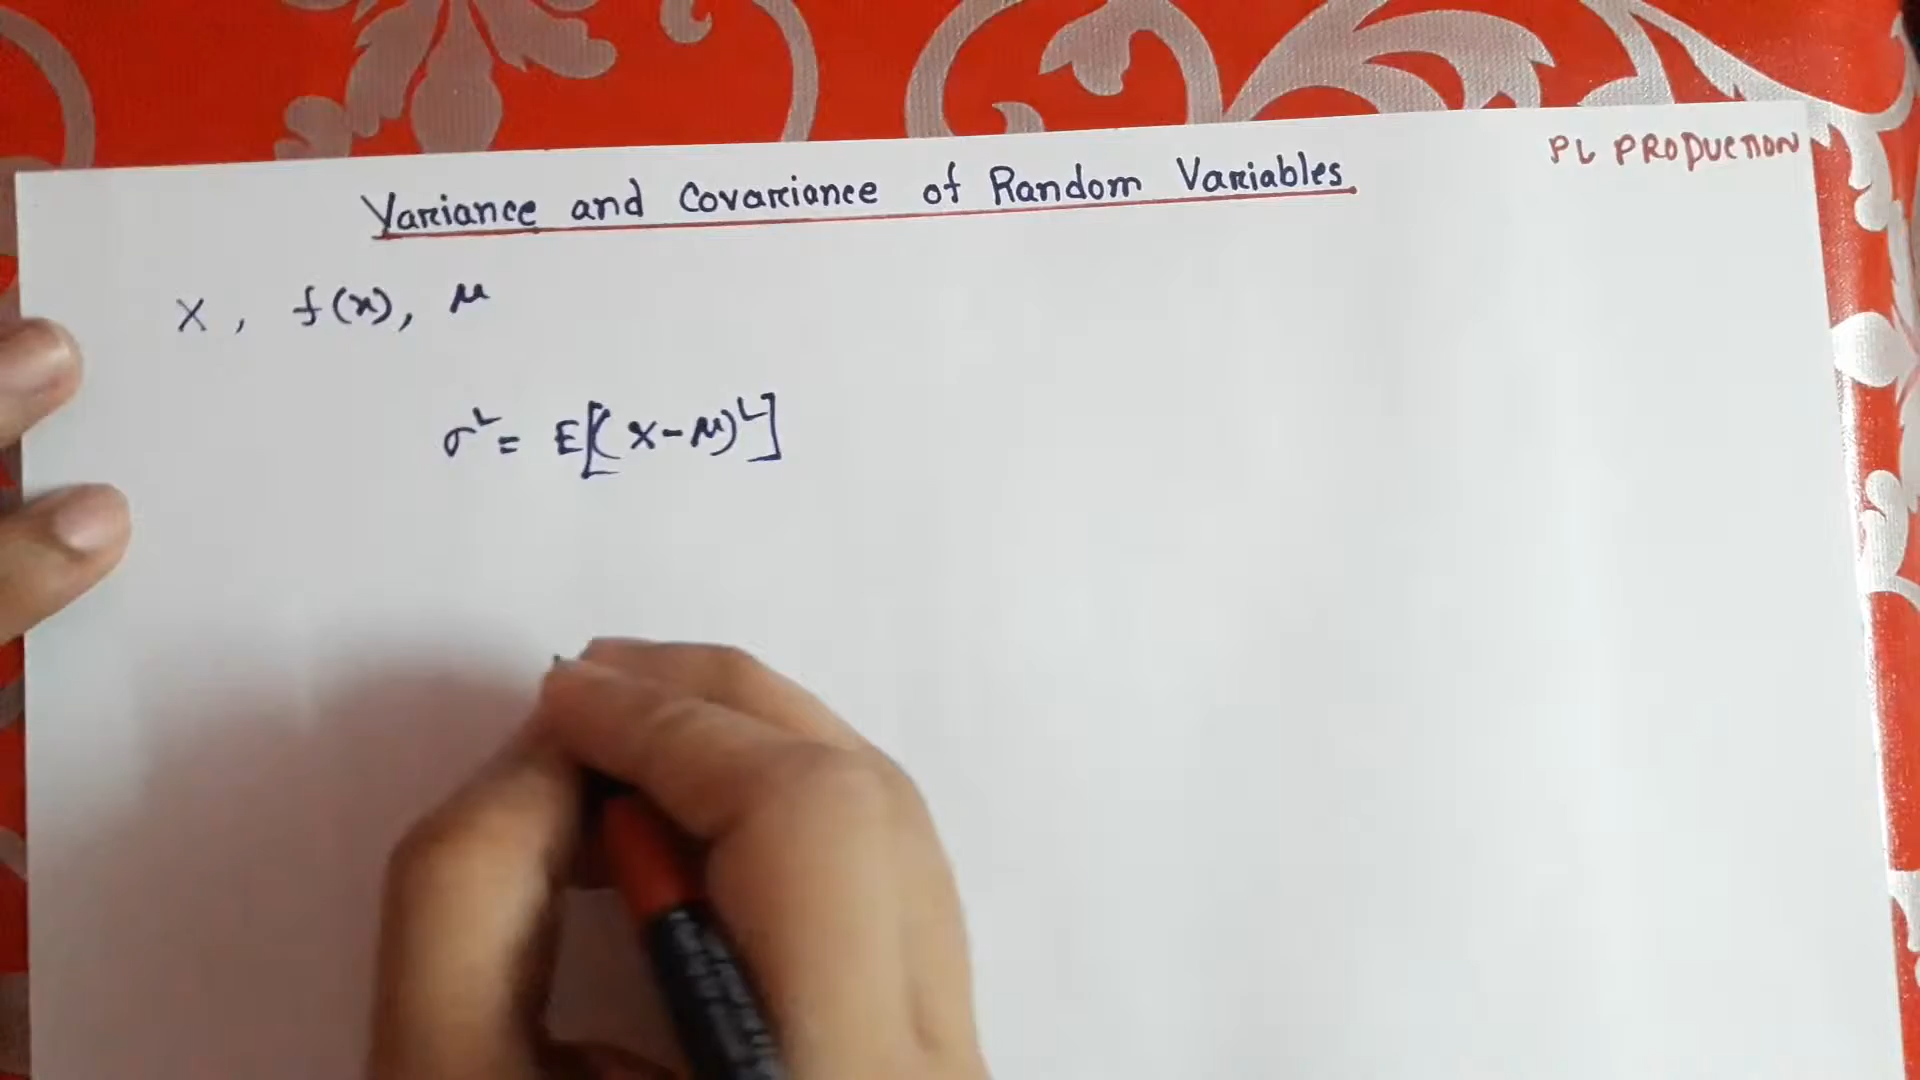 PL PRODUCTION
Variance and Covariance of Random Variables.
X, f(x), μ
σ² = E[(X-μ)²]